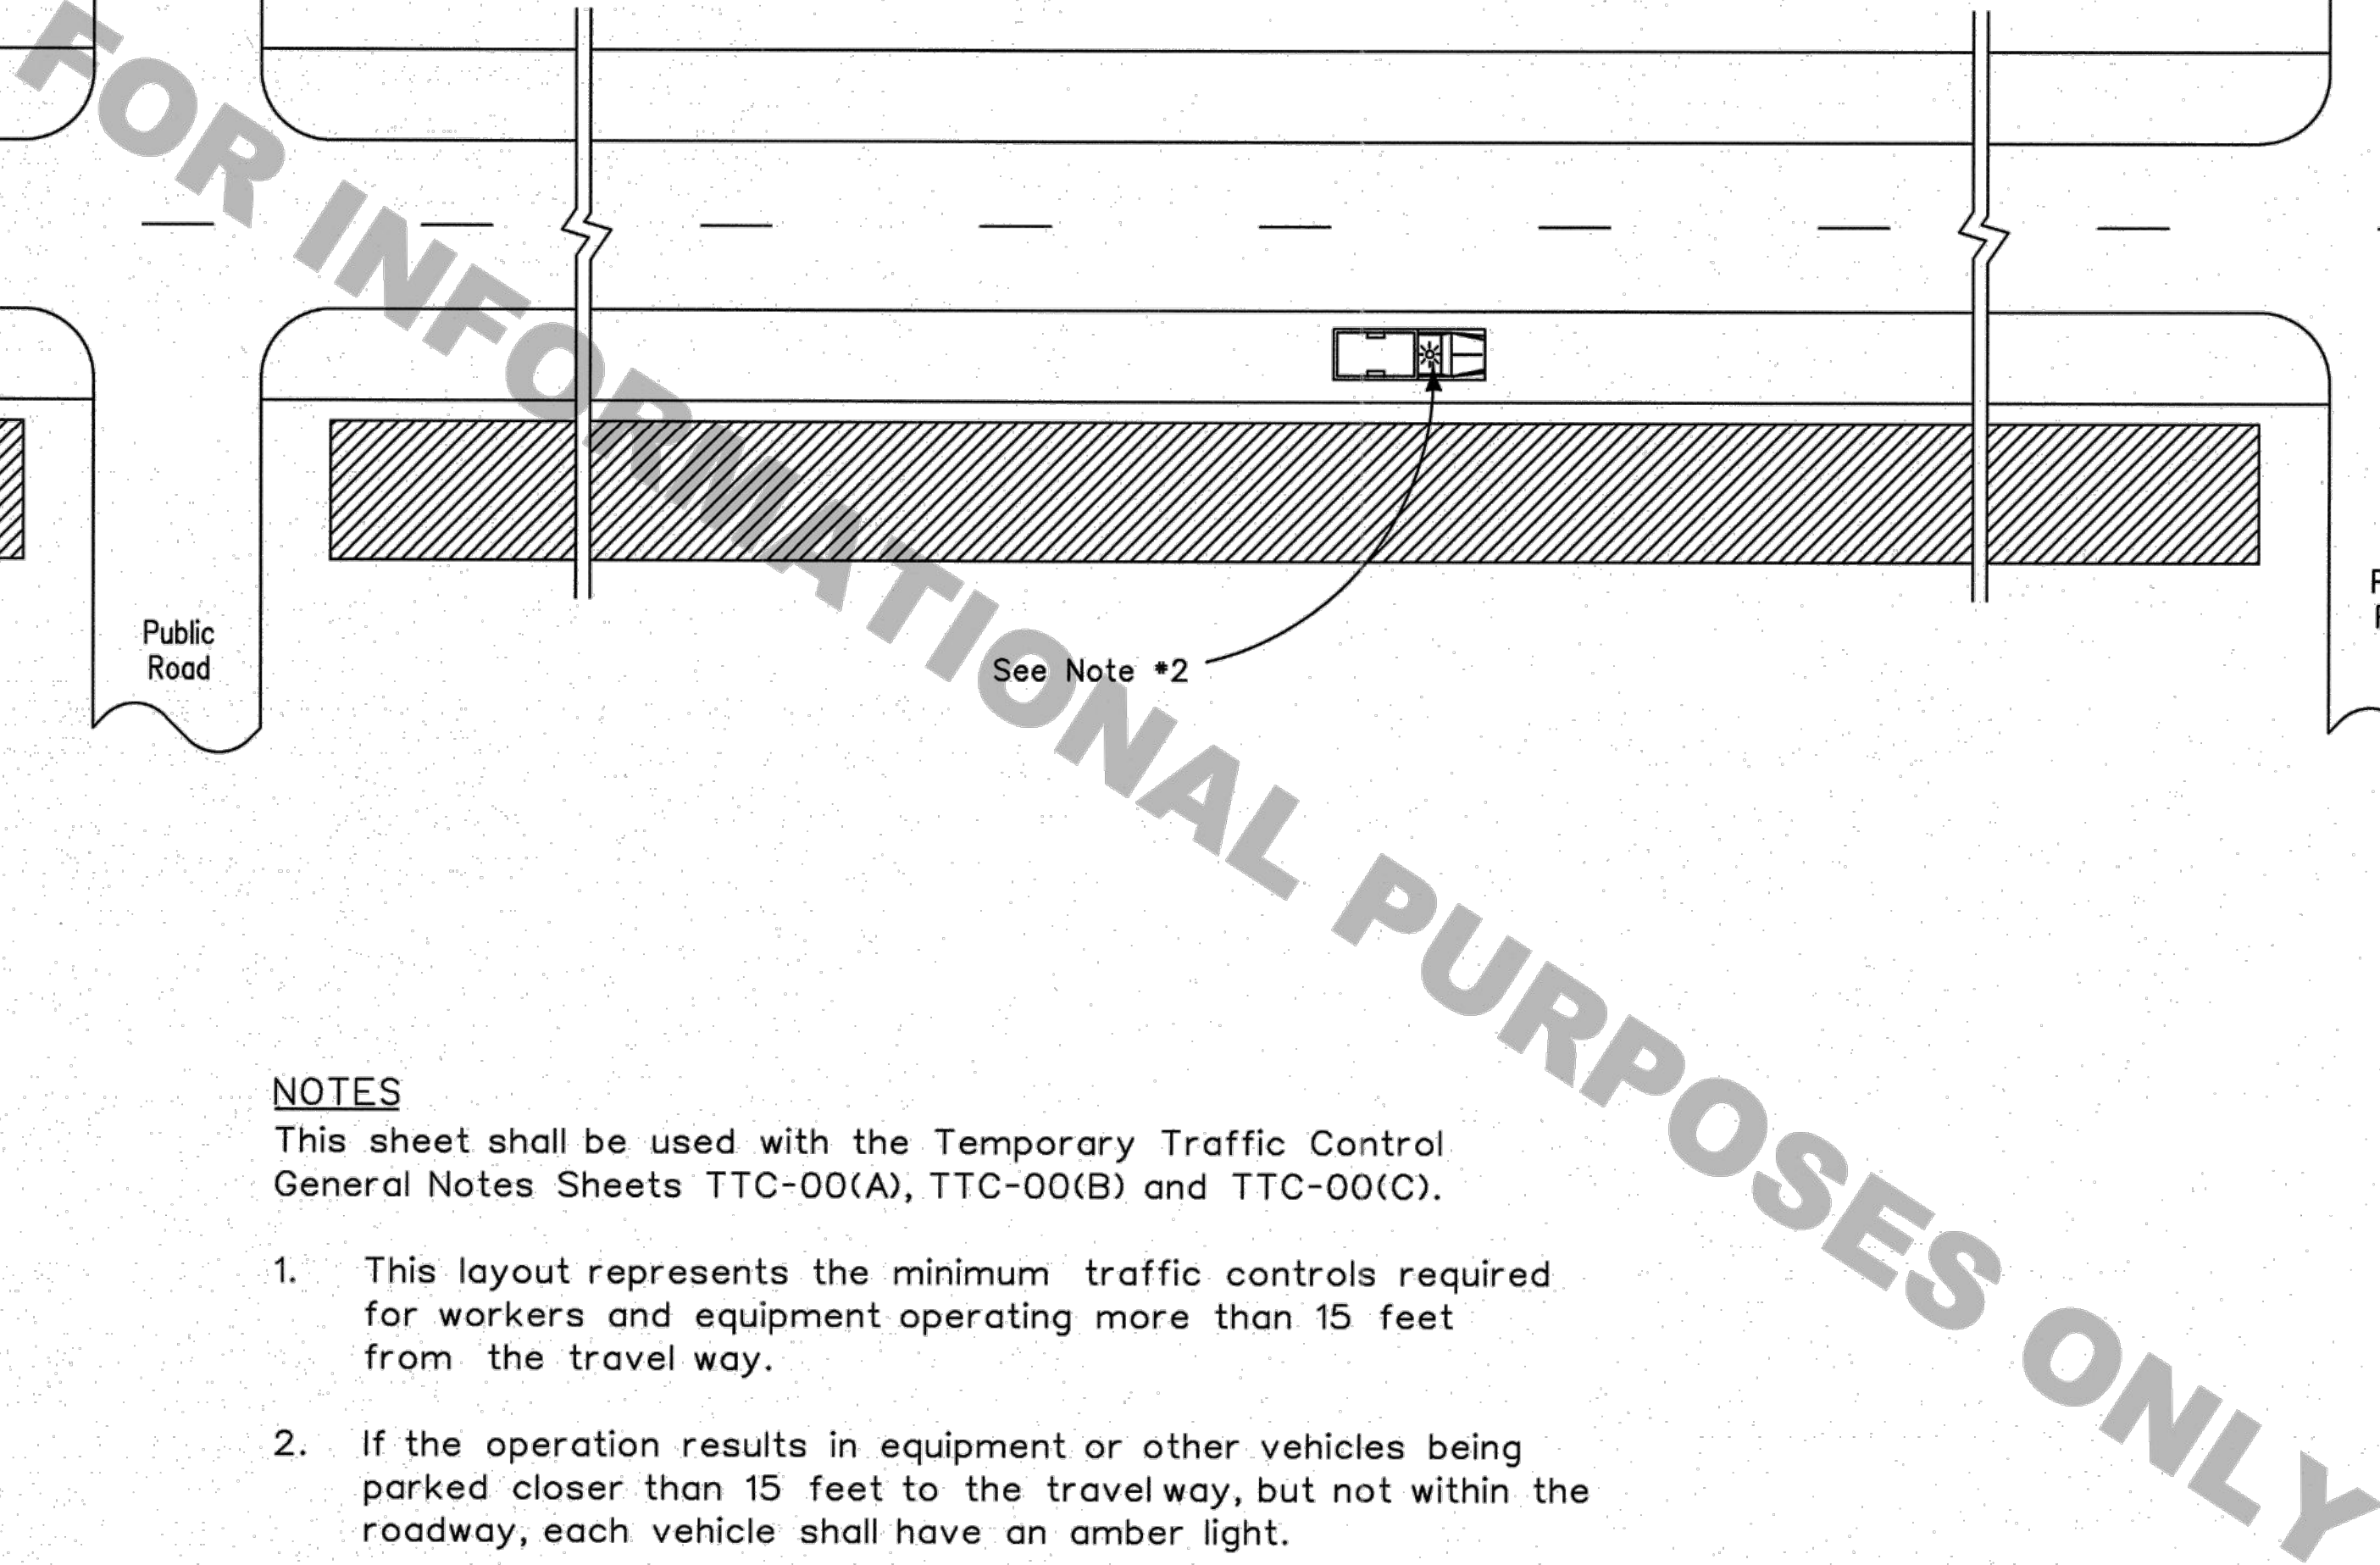 FOR INFORMATIONAL PURPOSES ONLY
Public
Road
See Note *2
NOTES
This sheet shall be used with the Temporary Traffic Control
General Notes Sheets TTC-00(A), TTC-00(B) and TTC-00(C).
1. This layout represents the minimum traffic controls required
for workers and equipment operating more than 15 feet
from the travel way.
2. If the operation results in equipment or other vehicles being
parked closer than 15 feet to the travel way, but not within the
roadway, each vehicle shall have an amber light.